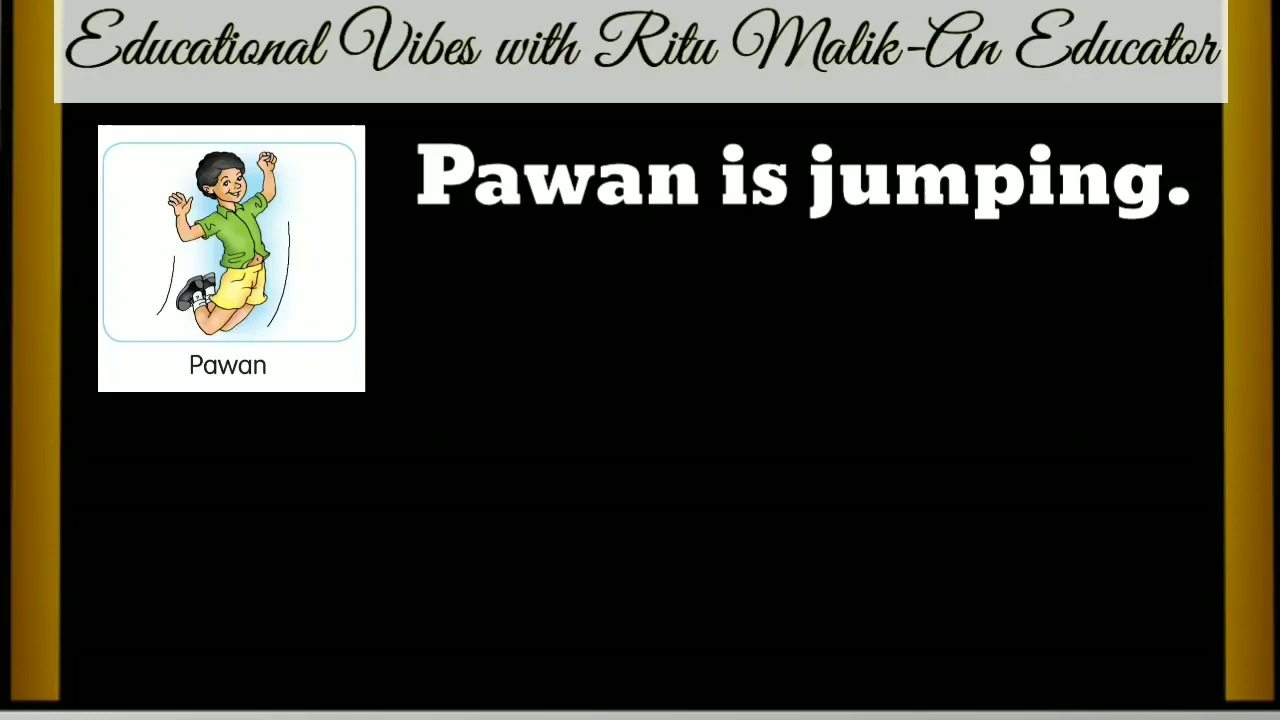 Educational Vibes with Ritu Malik-An Educator
Pawan is jumping.
Pawan